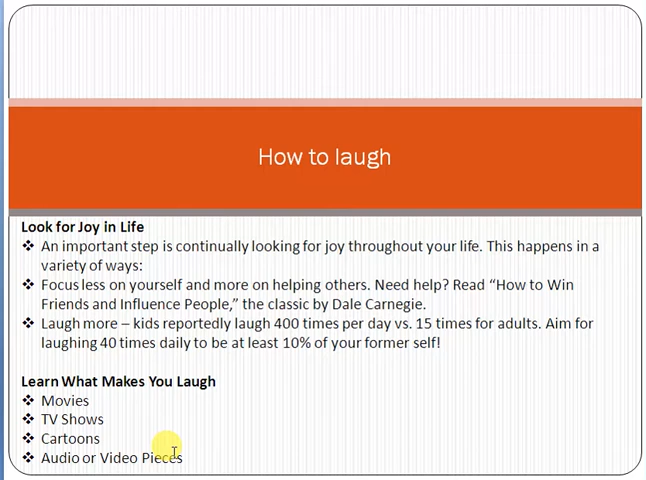 How to laugh
Look for Joy in Life
❖ An important step is continually looking for joy throughout your life. This happens in a
variety of ways:
❖ Focus less on yourself and more on helping others. Need help? Read “How to Win
Friends and Influence People,” the classic by Dale Carnegie.
❖ Laugh more – kids reportedly laugh 400 times per day vs. 15 times for adults. Aim for
laughing 40 times daily to be at least 10% of your former self!
Learn What Makes You Laugh
❖ Movies
❖ TV Shows
❖ Cartoons
❖ Audio or Video Pieces